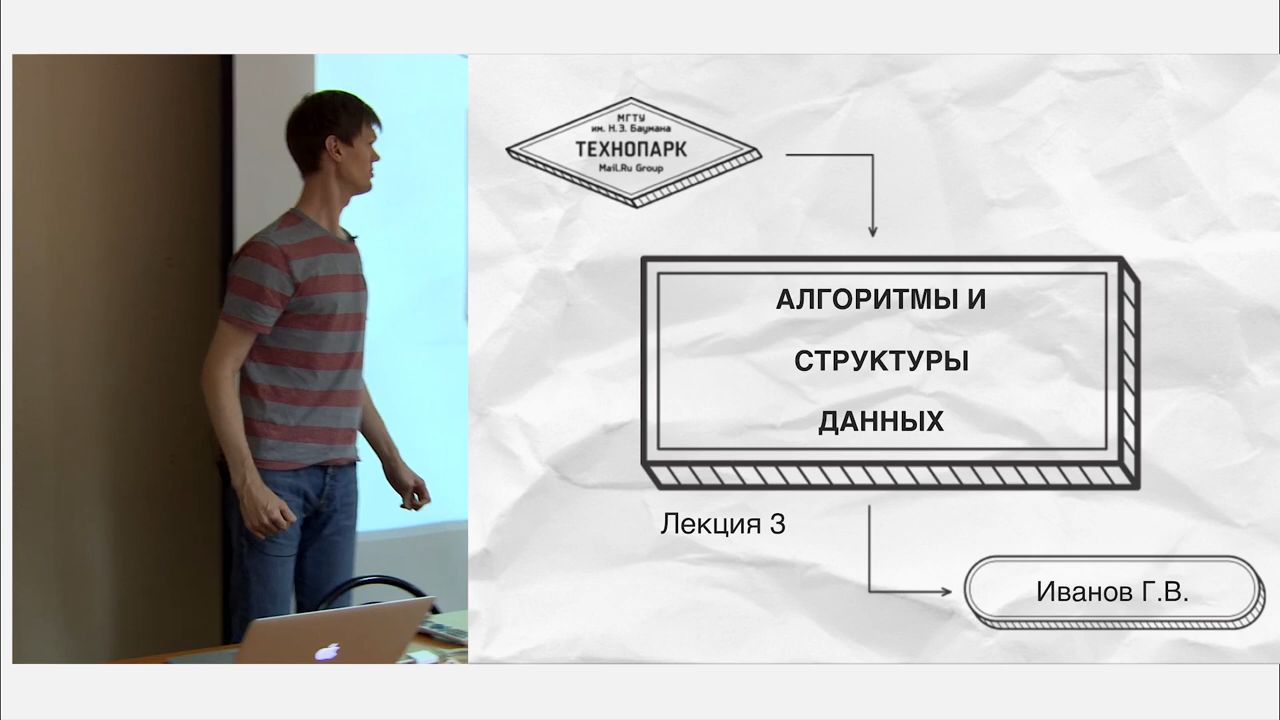 МГТУ
им. Н.Э. Баумана
ТЕХНОПАРК
Mail.Ru Group
АЛГОРИТМЫ И
СТРУКТУРЫ
ДАННЫХ
Лекция 3
Иванов Г.В.